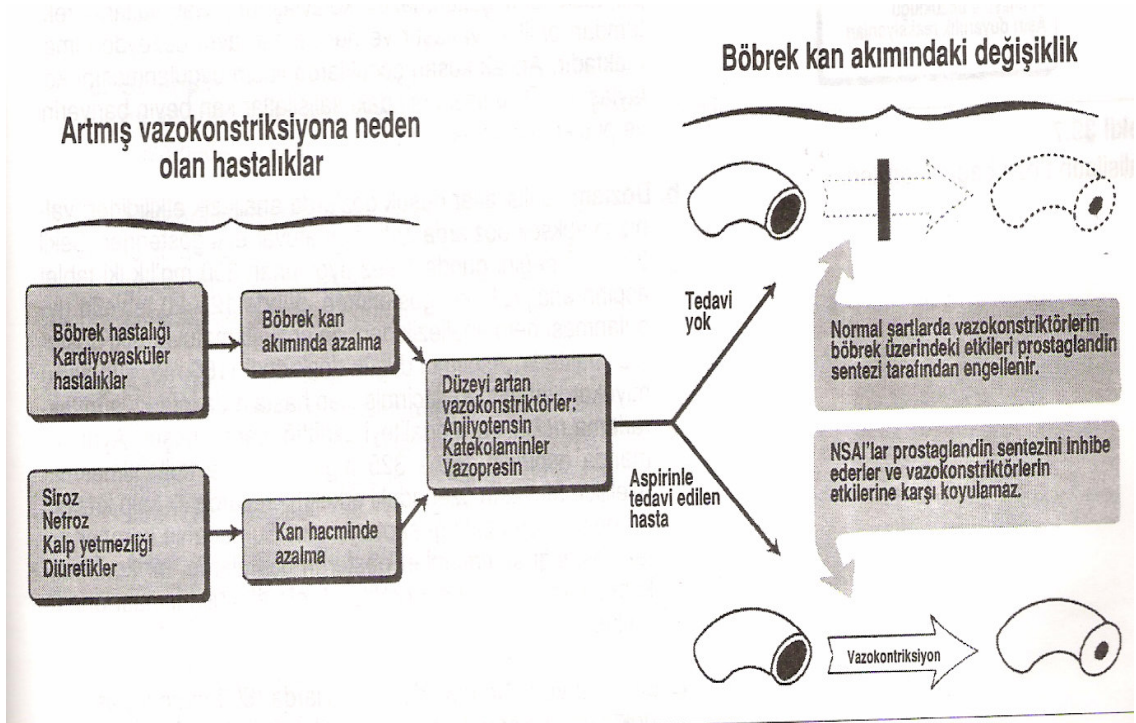 Böbrek kan akımındaki değişiklik
Artmış vazokonstriksiyona neden
olan hastalıklar
Böbrek hastalığı
Kardiyovasküler
hastalıklar
Böbrek kan
akımında azalma
Siroz
Nefroz
Kalp yetmezliği
Diüretikler
Kan hacminde
azalma
Düzeyi artan
vazokonstriktörler:
Anjiyotensin
Katekolaminler
Vazopresin
Tedavi
yok
Aspirinle
tedavi edilen
hasta
Normal şartlarda vazokonstriktörlerin
böbrek üzerindeki etkileri prostaglandin
sentezi tarafından engellenir.
NSAİ'lar prostaglandin sentezini inhibe
ederler ve vazokonstriktörlerin
etkilerine karşı koyulamaz.
Vazokontriksiyon